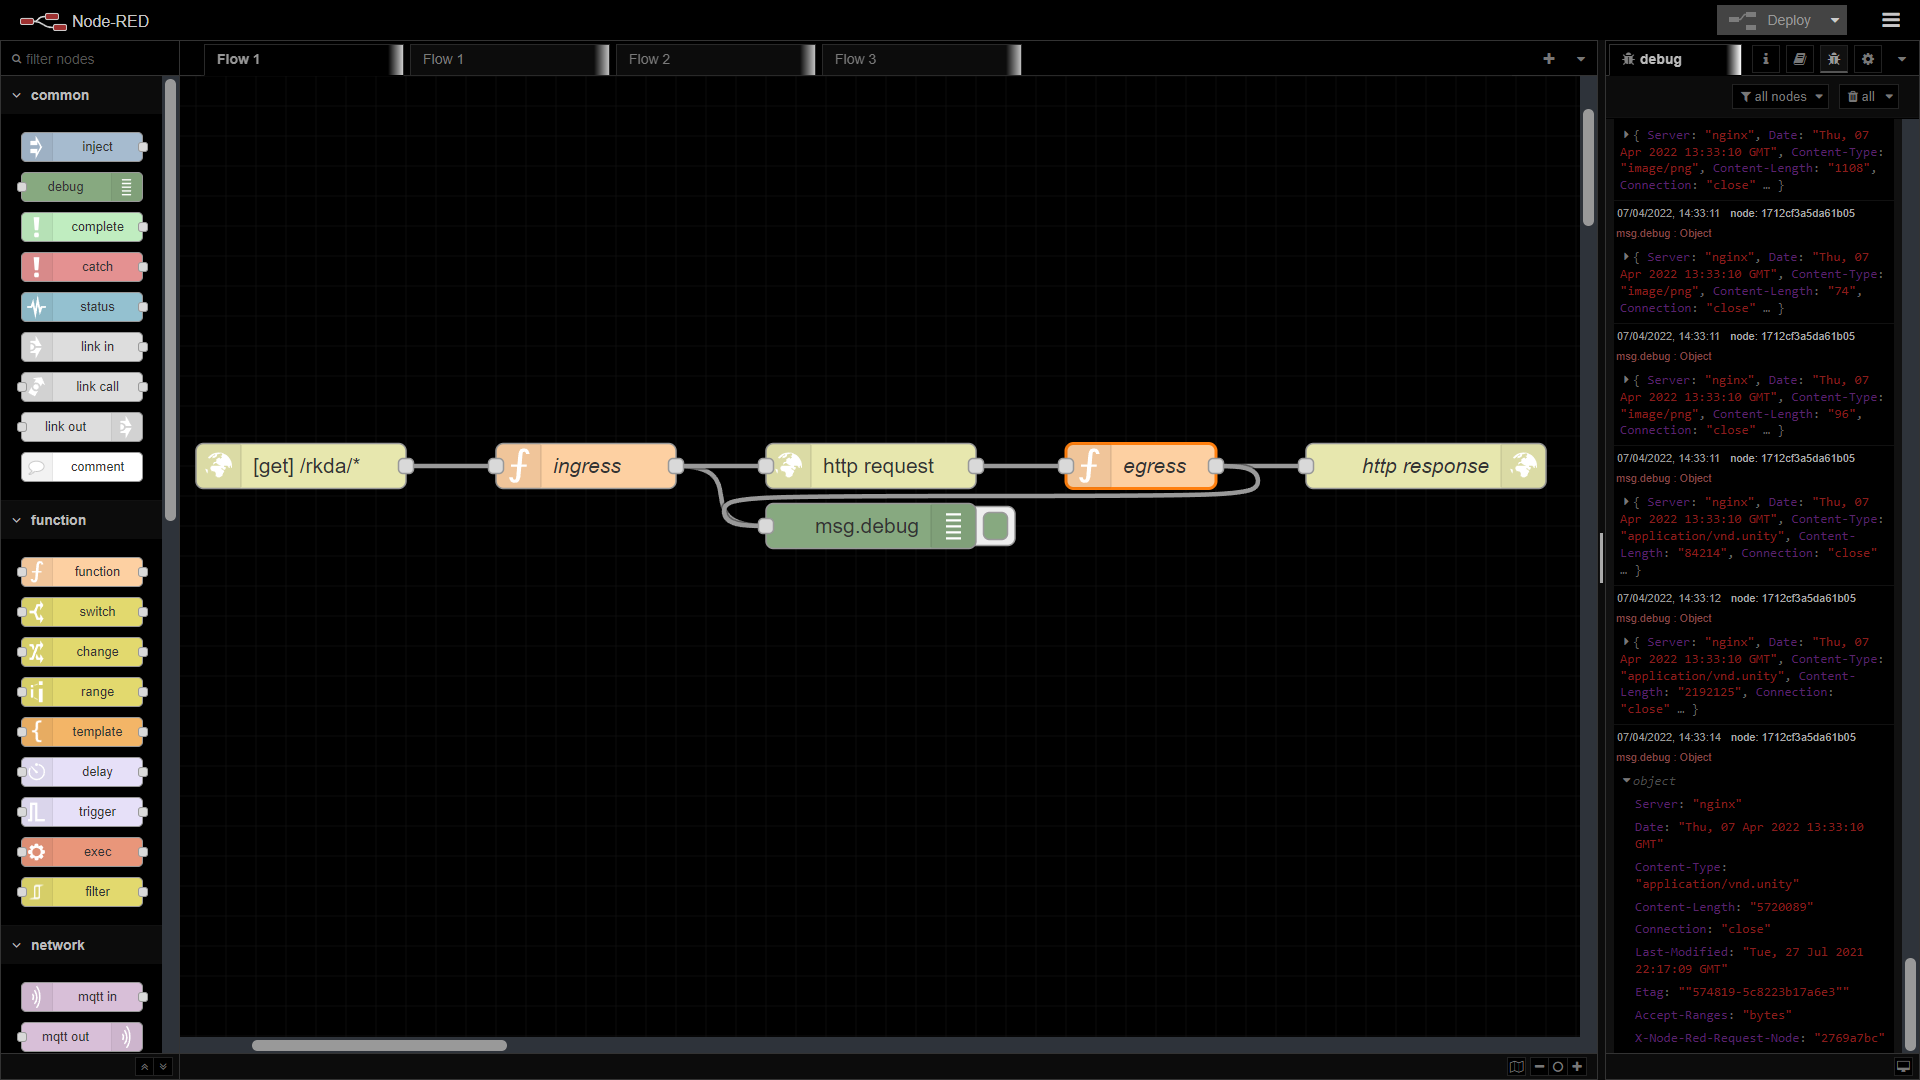 Node-RED
Deploy
filter nodes
Flow 1
Flow 1
Flow 2
Flow 3
debug
all nodes
all
common
inject
debug
complete
catch
status
link in
link call
link out
comment
function
function
switch
change
range
template
delay
trigger
exec
filter
network
mqtt in
mqtt out
[get] /rkda/*
ingress
http request
egress
http response
msg.debug
{ Server: "nginx", Date: "Thu, 07
Apr 2022 13:33:10 GMT", Content-Type:
"image/png", Content-Length: "1108",
Connection: "close" … }
07/04/2022, 14:33:11 node: 1712cf3a5da61b05
msg.debug : Object
{ Server: "nginx", Date: "Thu, 07
Apr 2022 13:33:10 GMT", Content-Type:
"image/png", Content-Length: "74",
Connection: "close" … }
07/04/2022, 14:33:11 node: 1712cf3a5da61b05
msg.debug : Object
{ Server: "nginx", Date: "Thu, 07
Apr 2022 13:33:10 GMT", Content-Type:
"image/png", Content-Length: "96",
Connection: "close" … }
07/04/2022, 14:33:11 node: 1712cf3a5da61b05
msg.debug : Object
{ Server: "nginx", Date: "Thu, 07
Apr 2022 13:33:10 GMT", Content-Type:
"application/vnd.unity", Content-
Length: "84214", Connection: "close"
… }
07/04/2022, 14:33:12 node: 1712cf3a5da61b05
msg.debug : Object
{ Server: "nginx", Date: "Thu, 07
Apr 2022 13:33:10 GMT", Content-Type:
"application/vnd.unity", Content-
Length: "2192125", Connection:
"close" … }
07/04/2022, 14:33:14 node: 1712cf3a5da61b05
msg.debug : Object
object
Server: "nginx"
Date: "Thu, 07 Apr 2022 13:33:10
GMT"
Content-Type:
"application/vnd.unity"
Content-Length: "5720089"
Connection: "close"
Last-Modified: "Tue, 27 Jul 2021
22:17:09 GMT"
Etag: ""574819-5c8223b17a6e3""
Accept-Ranges: "bytes"
X-Node-Red-Request-Node: "2769a7bc"